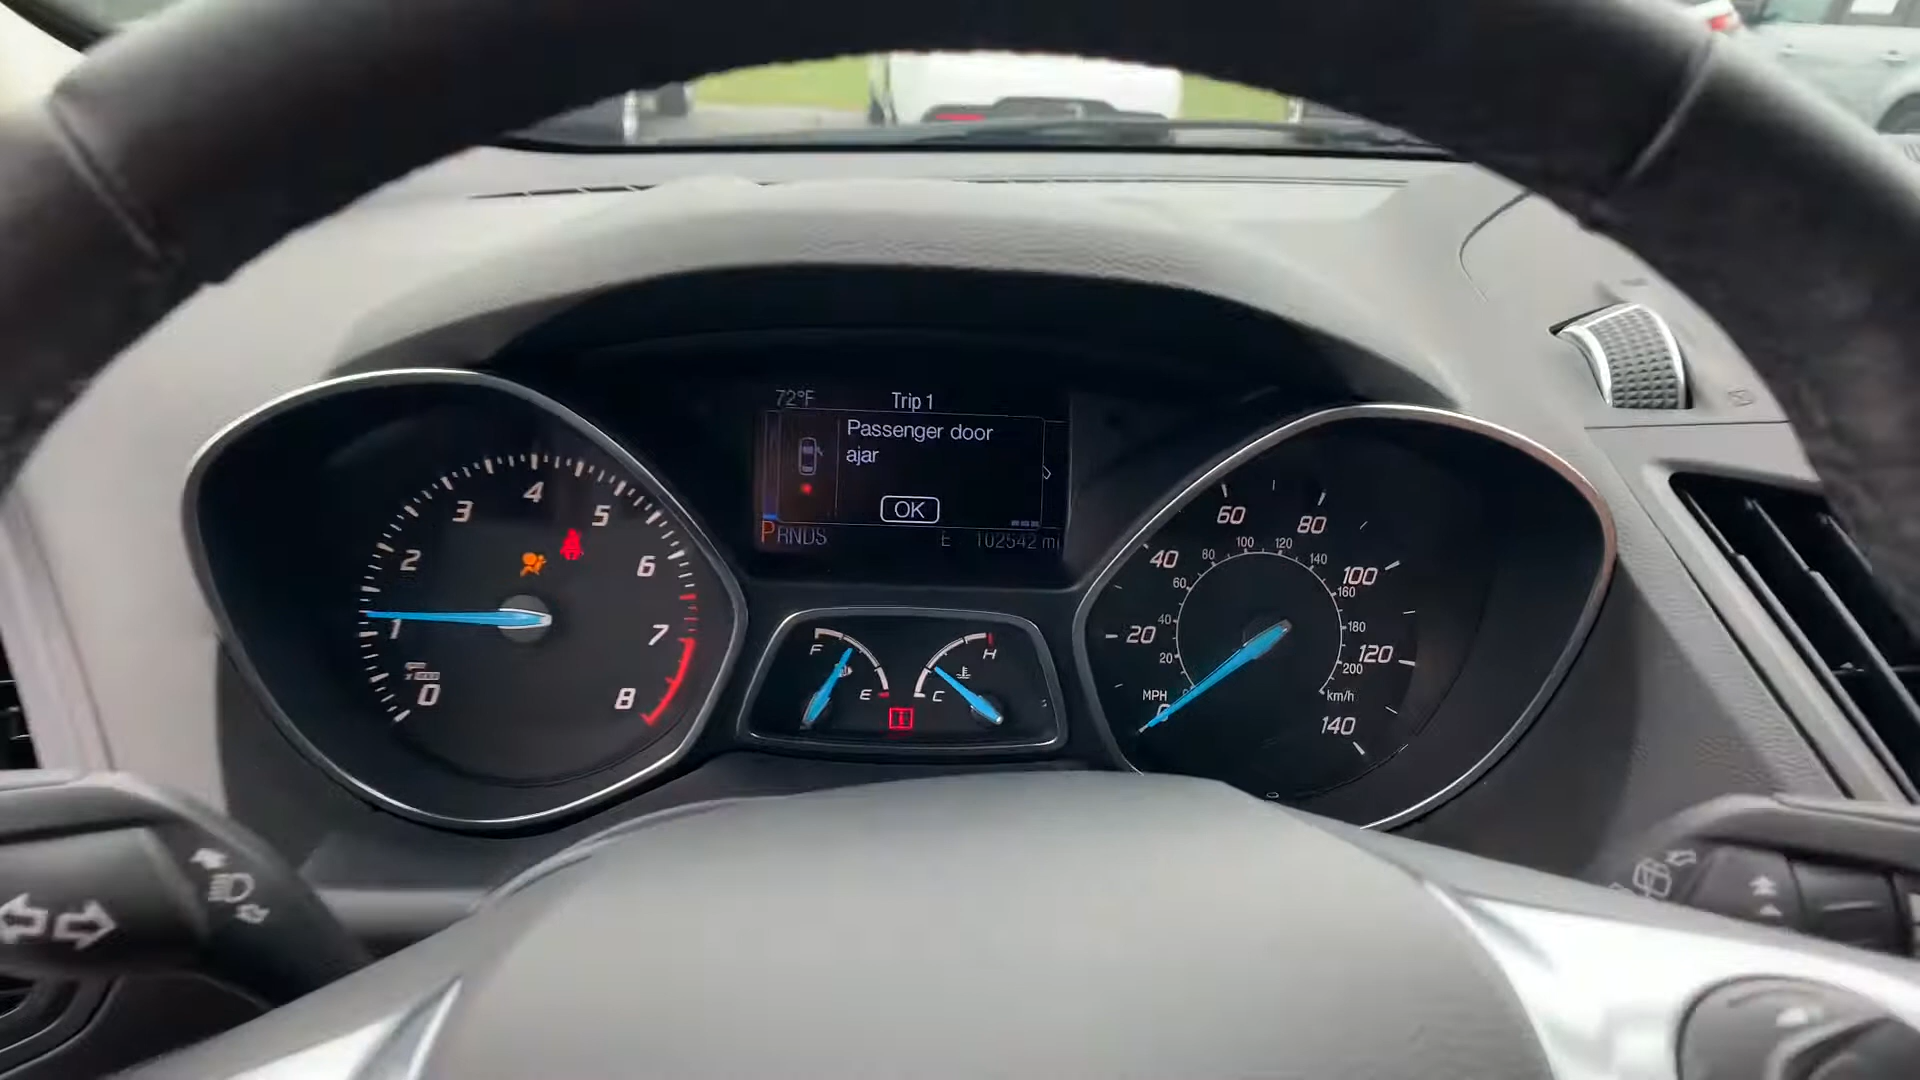 72°F Trip 1
Passenger door
ajar
OK
PRNDS E 102542 mi
0 1 2 3 4 5 6 7 8
F E
C H
MPH 20 40 60 80 100 120 140
20 40 60 80 100 120 140 160 180 200 km/h